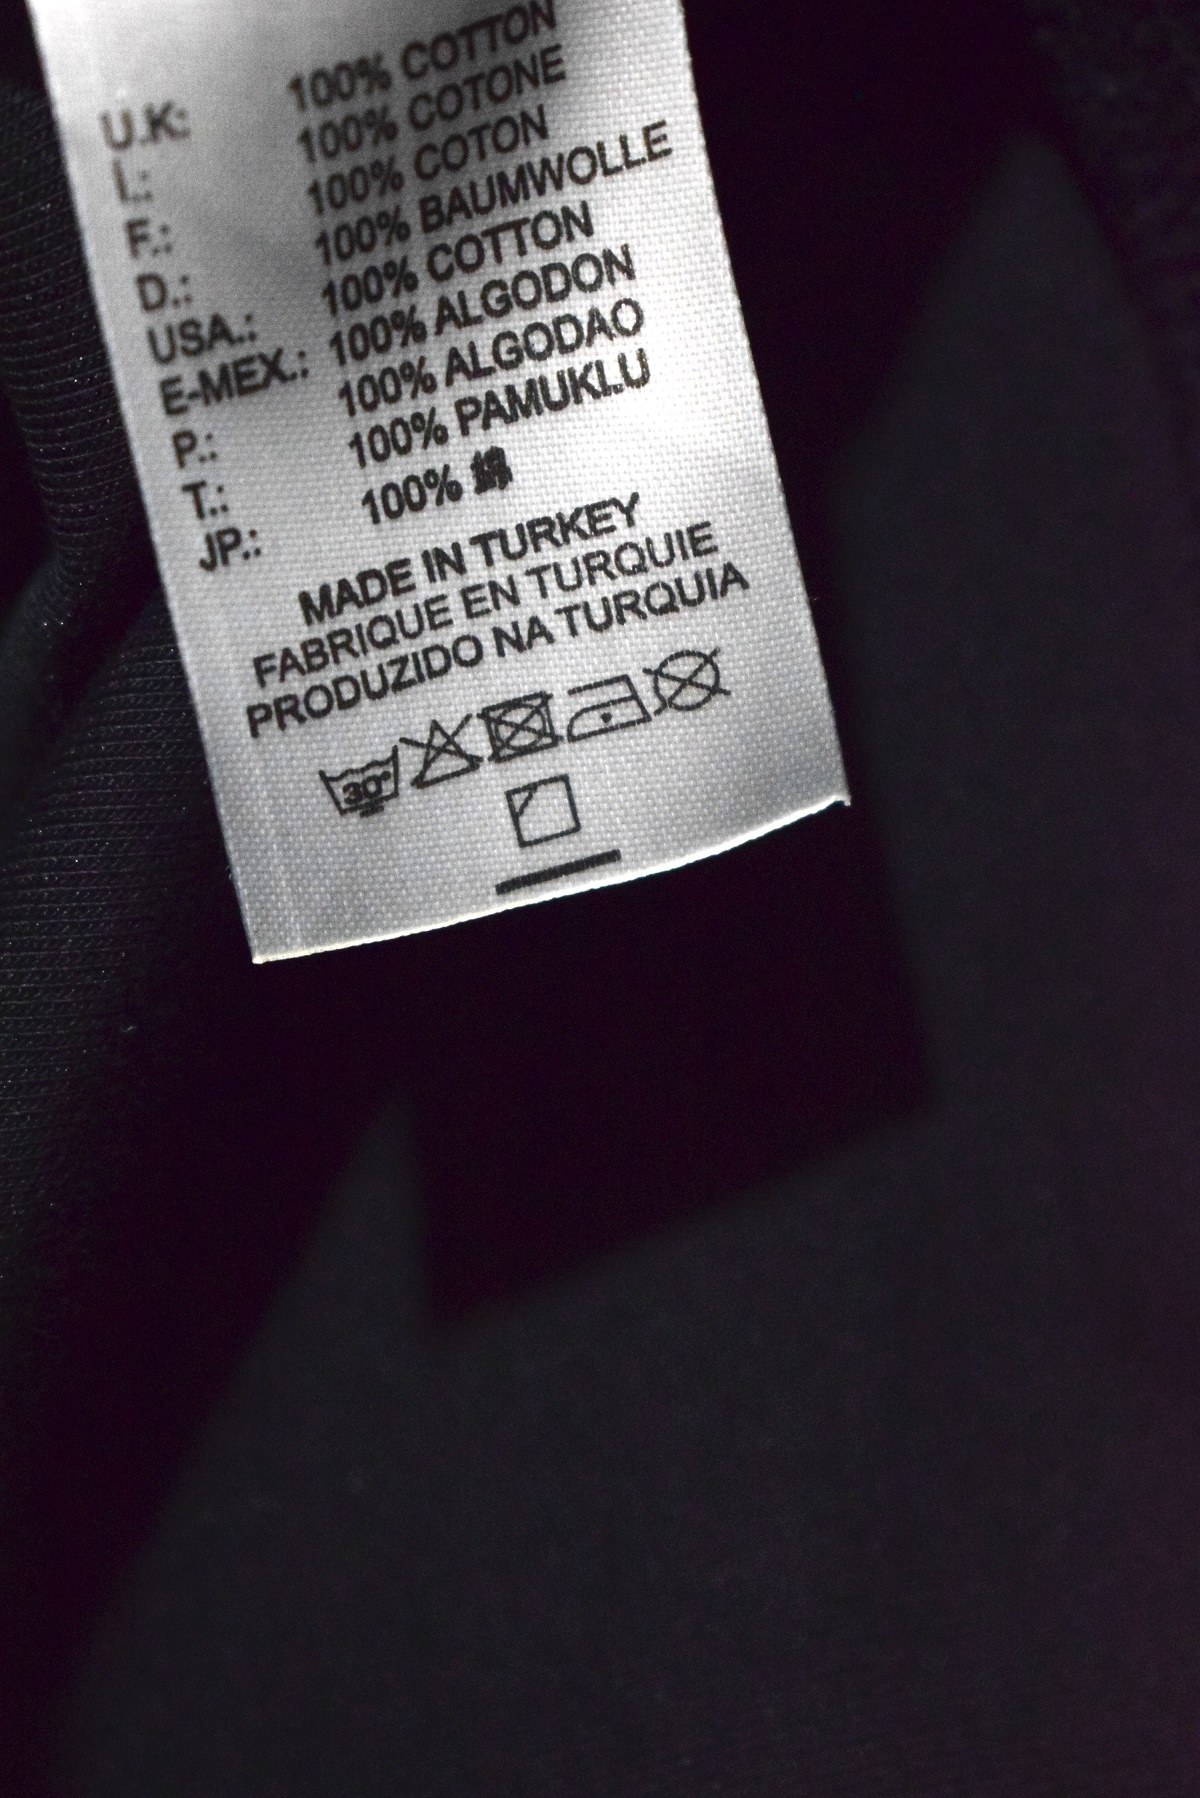 U.K: 100% COTTON
I.: 100% COTONE
F.: 100% COTON
D.: 100% BAUMWOLLE
USA.: 100% COTTON
E-MEX.: 100% ALGODON
P.: 100% ALGODAO
T.: 100% PAMUKLU
JP.: 100%
MADE IN TURKEY
FABRIQUE EN TURQUIE
PRODUZIDO NA TURQUIA
30°